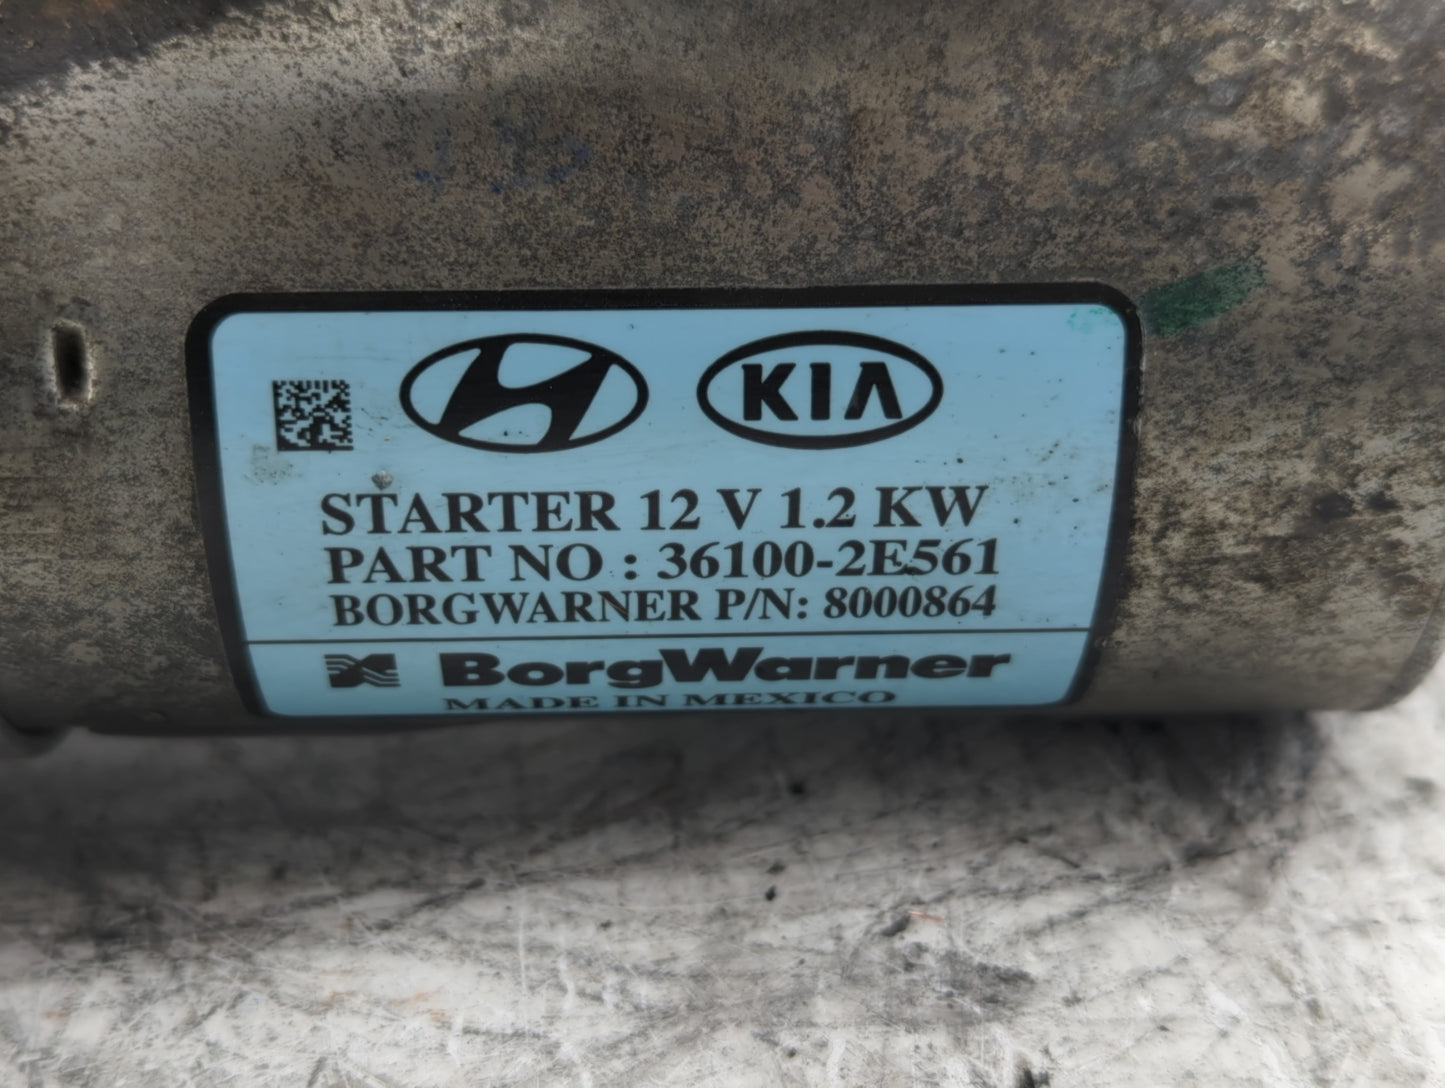 KIA
STARTER 12 V 1.2 KW
PART NO : 36100-2E561
BORGWARNER P/N: 8000864
BorgWarner
MADE IN MEXICO